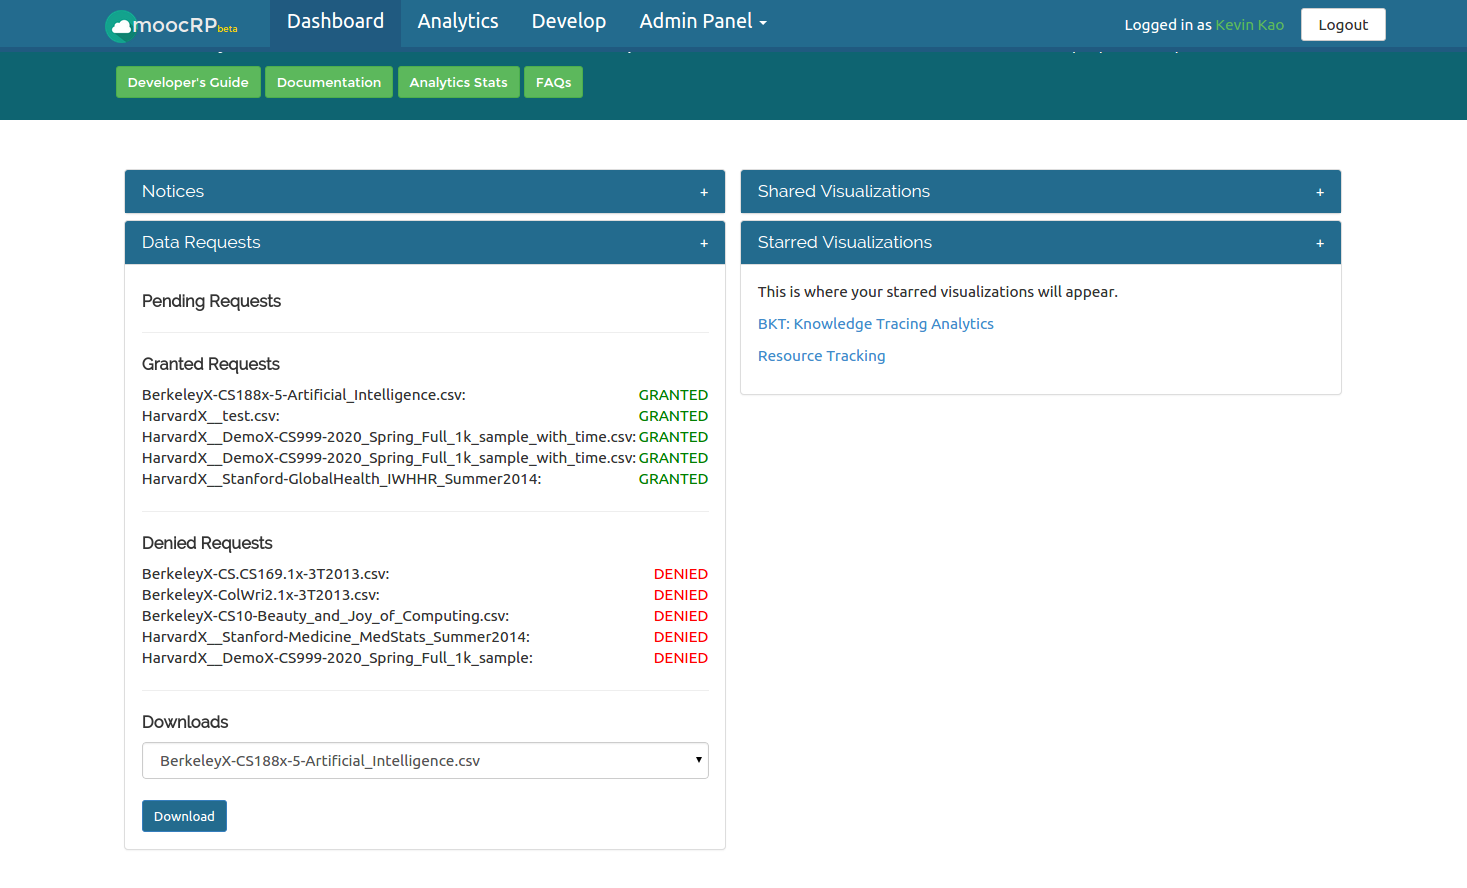 moocRP beta Dashboard Analytics Develop Admin Panel Logged in as Kevin Kao Logout
Developer's Guide Documentation Analytics Stats FAQs
Notices +
Data Requests +
Pending Requests
Granted Requests
BerkeleyX-CS188x-5-Artificial_Intelligence.csv: GRANTED
HarvardX__test.csv: GRANTED
HarvardX__DemoX-CS999-2020_Spring_Full_1k_sample_with_time.csv: GRANTED
HarvardX__DemoX-CS999-2020_Spring_Full_1k_sample_with_time.csv: GRANTED
HarvardX__Stanford-GlobalHealth_IWHHR_Summer2014: GRANTED
Denied Requests
BerkeleyX-CS.CS169.1x-3T2013.csv: DENIED
BerkeleyX-ColWri2.1x-3T2013.csv: DENIED
BerkeleyX-CS10-Beauty_and_Joy_of_Computing.csv: DENIED
HarvardX__Stanford-Medicine_MedStats_Summer2014: DENIED
HarvardX__DemoX-CS999-2020_Spring_Full_1k_sample: DENIED
Downloads
BerkeleyX-CS188x-5-Artificial_Intelligence.csv
Download
Shared Visualizations +
Starred Visualizations +
This is where your starred visualizations will appear.
BKT: Knowledge Tracing Analytics
Resource Tracking